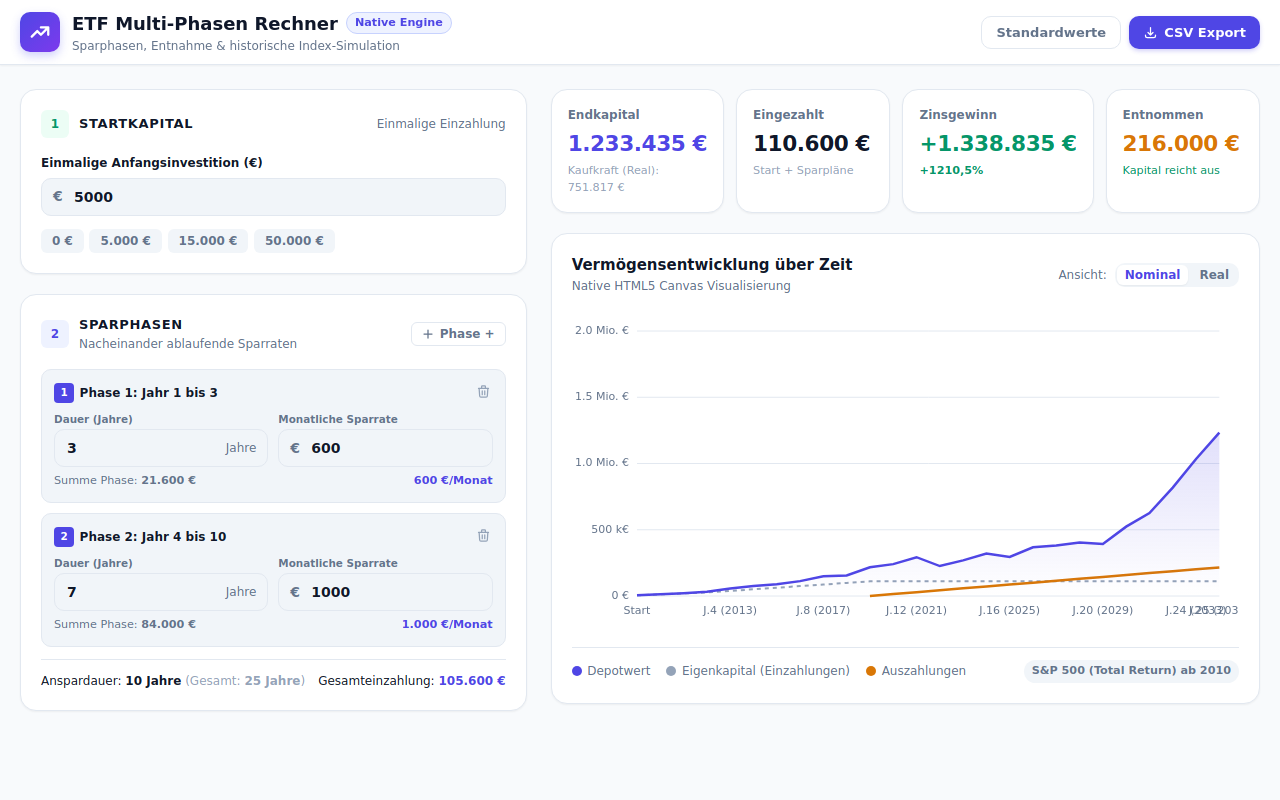 ETF Multi-Phasen Rechner
Native Engine
Sparphasen, Entnahme & historische Index-Simulation
Standardwerte
CSV Export
1
STARTKAPITAL
Einmalige Einzahlung
Einmalige Anfangsinvestition (€)
€ 5000
0 €
5.000 €
15.000 €
50.000 €
2
SPARPHASEN
Nacheinander ablaufende Sparraten
Phase +
1
Phase 1: Jahr 1 bis 3
Dauer (Jahre)
Monatliche Sparrate
3 Jahre
€ 600
Summe Phase: 21.600 €
600 €/Monat
2
Phase 2: Jahr 4 bis 10
Dauer (Jahre)
Monatliche Sparrate
7 Jahre
€ 1000
Summe Phase: 84.000 €
1.000 €/Monat
Anspardauer: 10 Jahre (Gesamt: 25 Jahre)
Gesamteinzahlung: 105.600 €
Endkapital
1.233.435 €
Kaufkraft (Real):
751.817 €
Eingezahlt
110.600 €
Start + Sparpläne
Zinsgewinn
+1.338.835 €
+1210,5%
Entnommen
216.000 €
Kapital reicht aus
Vermögensentwicklung über Zeit
Native HTML5 Canvas Visualisierung
Ansicht:
Nominal
Real
2.0 Mio. €
1.5 Mio. €
1.0 Mio. €
500 k€
0 €
Start
J.4 (2013)
J.8 (2017)
J.12 (2021)
J.16 (2025)
J.20 (2029)
J.24
Depotwert
Eigenkapital (Einzahlungen)
Auszahlungen
S&P 500 (Total Return) ab 2010